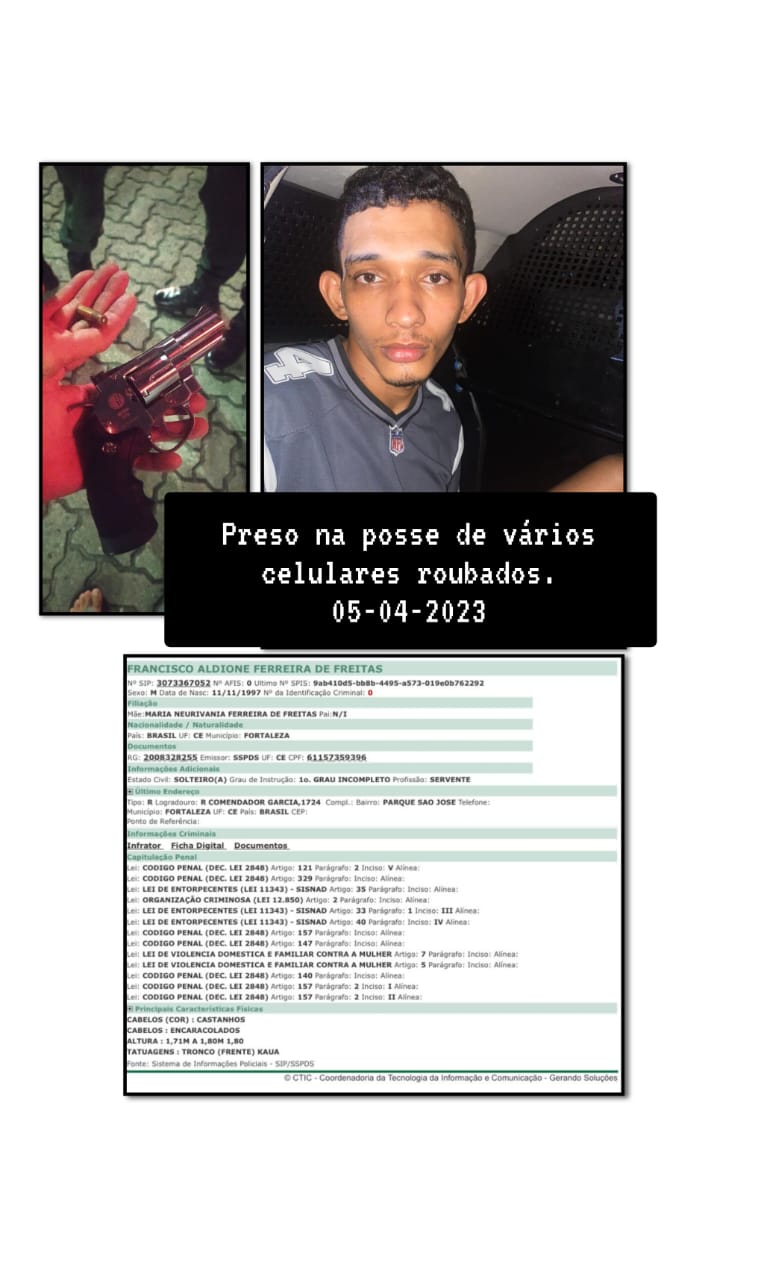 Preso na posse de vários
celulares roubados.
05-04-2023
FRANCISCO ALDIONE FERREIRA DE FREITAS
Nº SIP: 3073367052 Nº AFIS: 0 Ultimo Nº SPIS: 9ab410d5-bb8b-4495-a573-019e0b762292
Sexo: M Data de Nasc: 11/11/1997 Nº da Identificação Criminal: 0
Filiação
Mãe:MARIA NEURIVANIA FERREIRA DE FREITAS Pai:N/I
Nacionalidade / Naturalidade
País: BRASIL UF: CE Município: FORTALEZA
Documentos
RG: 2008328255 Emissor: SSPDS UF: CE CPF: 61157359396
Informações Adicionais
Estado Civil: SOLTEIRO(A) Grau de Instrução: 1o. GRAU INCOMPLETO Profissão: SERVENTE
Último Endereço
Tipo: R Logradouro: R COMENDADOR GARCIA,1724 Compl.: Bairro: PARQUE SAO JOSE Telefone:
Município: FORTALEZA UF: CE País: BRASIL CEP:
Ponto de Referência:
Informações Criminais
Infrator Ficha Digital Documentos
Capitulação Penal
Lei: CODIGO PENAL (DEC. LEI 2848) Artigo: 121 Parágrafo: 2 Inciso: V Alínea:
Lei: CODIGO PENAL (DEC. LEI 2848) Artigo: 329 Parágrafo: Inciso: Alínea:
Lei: LEI DE ENTORPECENTES (LEI 11343) - SISNAD Artigo: 35 Parágrafo: Inciso: Alínea:
Lei: ORGANIZAÇÃO CRIMINOSA (LEI 12.850) Artigo: 2 Parágrafo: Inciso: Alínea:
Lei: LEI DE ENTORPECENTES (LEI 11343) - SISNAD Artigo: 33 Parágrafo: 1 Inciso: III Alínea:
Lei: LEI DE ENTORPECENTES (LEI 11343) - SISNAD Artigo: 40 Parágrafo: Inciso: IV Alínea:
Lei: CODIGO PENAL (DEC. LEI 2848) Artigo: 157 Parágrafo: Inciso: Alínea:
Lei: CODIGO PENAL (DEC. LEI 2848) Artigo: 147 Parágrafo: Inciso: Alínea:
Lei: LEI DE VIOLENCIA DOMESTICA E FAMILIAR CONTRA A MULHER Artigo: 7 Parágrafo: Inciso: Alínea:
Lei: LEI DE VIOLENCIA DOMESTICA E FAMILIAR CONTRA A MULHER Artigo: 5 Parágrafo: Inciso: Alínea:
Lei: CODIGO PENAL (DEC. LEI 2848) Artigo: 140 Parágrafo: Inciso: Alínea:
Lei: CODIGO PENAL (DEC. LEI 2848) Artigo: 157 Parágrafo: 2 Inciso: I Alínea:
Lei: CODIGO PENAL (DEC. LEI 2848) Artigo: 157 Parágrafo: 2 Inciso: II Alínea:
Principais Características Físicas
CABELOS (COR) : CASTANHOS
CABELOS : ENCARACOLADOS
ALTURA : 1,71M A 1,80M 1,80
TATUAGENS : TRONCO (FRENTE) KAUA
Fonte: Sistema de Informações Policiais - SIP/SSPDS
© CTIC - Coordenadoria da Tecnologia da Informação e Comunicação - Gerando Soluções